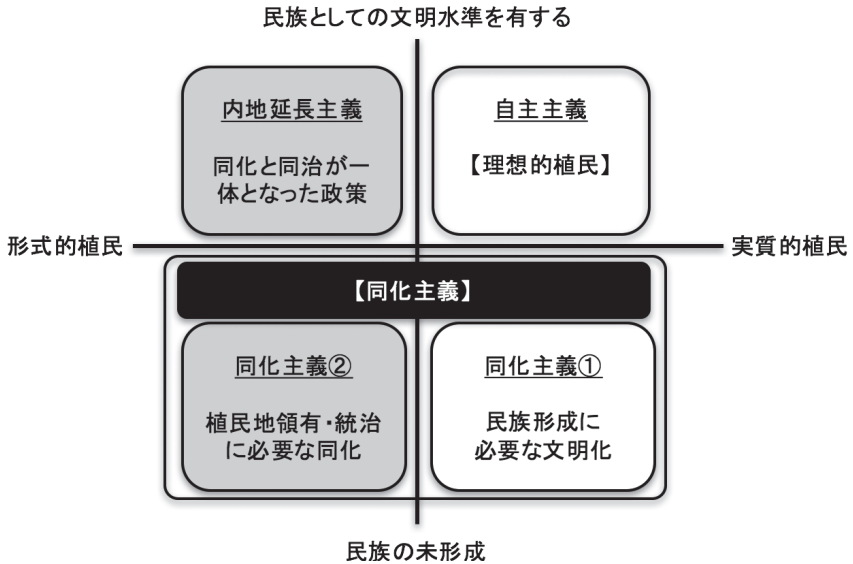 民族としての文明水準を有する
内地延長主義
同化と同治が一
体となった政策
自主主義
【理想的植民】
形式的植民
実質的植民
【同化主義】
同化主義②
植民地領有・統治
に必要な同化
同化主義①
民族形成に
必要な文明化
民族の未形成